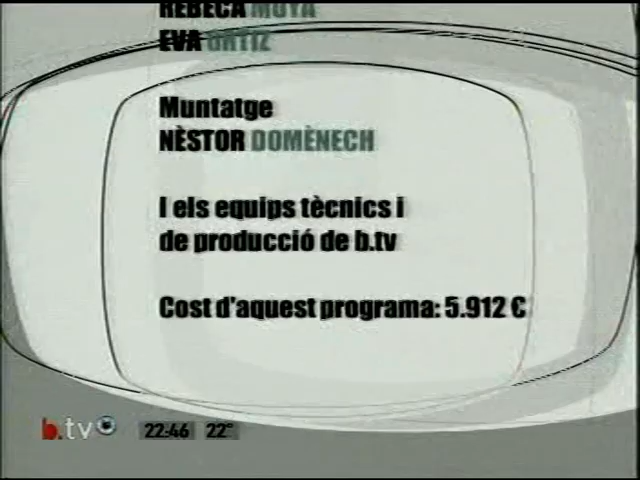 REBECA MOYA
EVA ORTIZ
Muntatge
NÈSTOR DOMÈNECH
I els equips tècnics i
de producció de b.tv
Cost d'aquest programa: 5.912 €
b.tv
22:46 22°